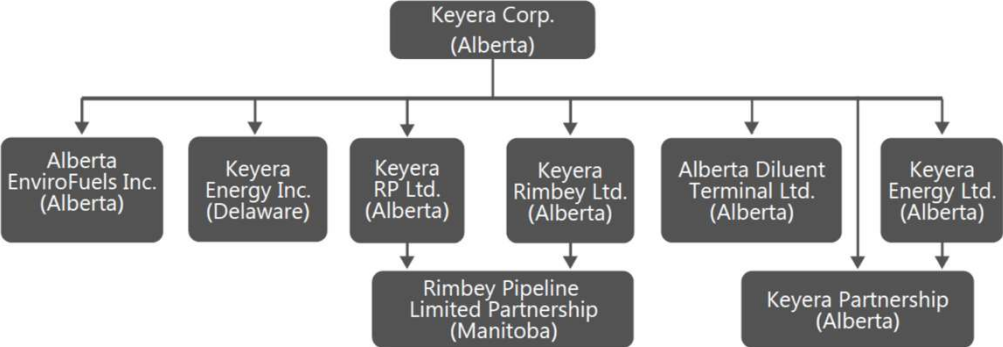 Keyera Corp.
(Alberta)
Alberta
EnviroFuels Inc.
(Alberta)
Keyera
Energy Inc.
(Delaware)
Keyera
RP Ltd.
(Alberta)
Keyera
Rimbey Ltd.
(Alberta)
Alberta Diluent
Terminal Ltd.
(Alberta)
Keyera
Energy Ltd.
(Alberta)
Rimbey Pipeline
Limited Partnership
(Manitoba)
Keyera Partnership
(Alberta)